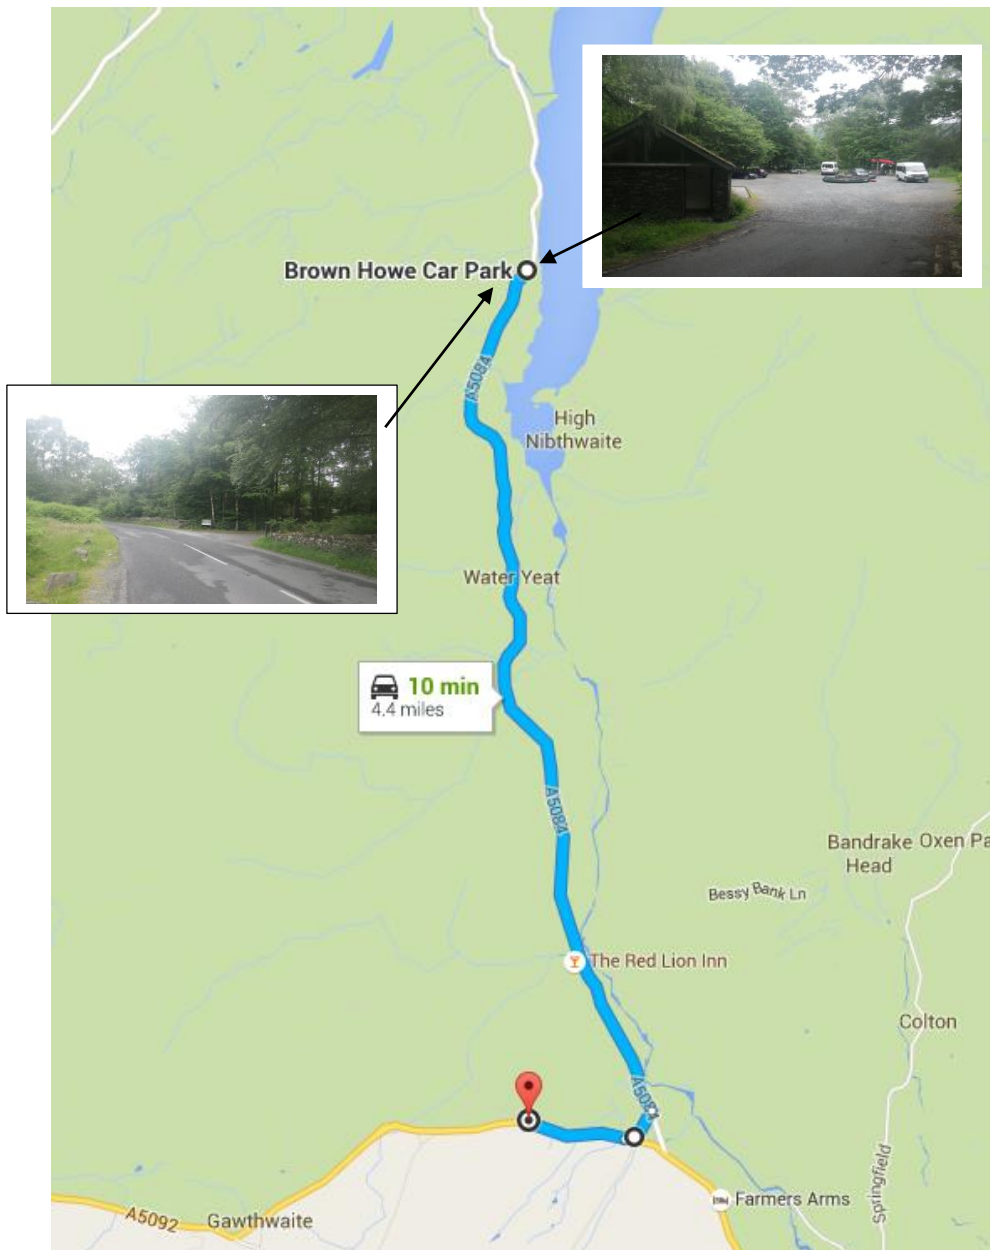 Brown Howe Car Park
A5084
High
Nibthwaite
Water Yeat
10 min
4.4 miles
A5084
Bandrake
Head
Oxen Pa
Bessy Bank Ln
The Red Lion Inn
Colton
A5084
Springfield
Farmers Arms
A5092
Gawthwaite